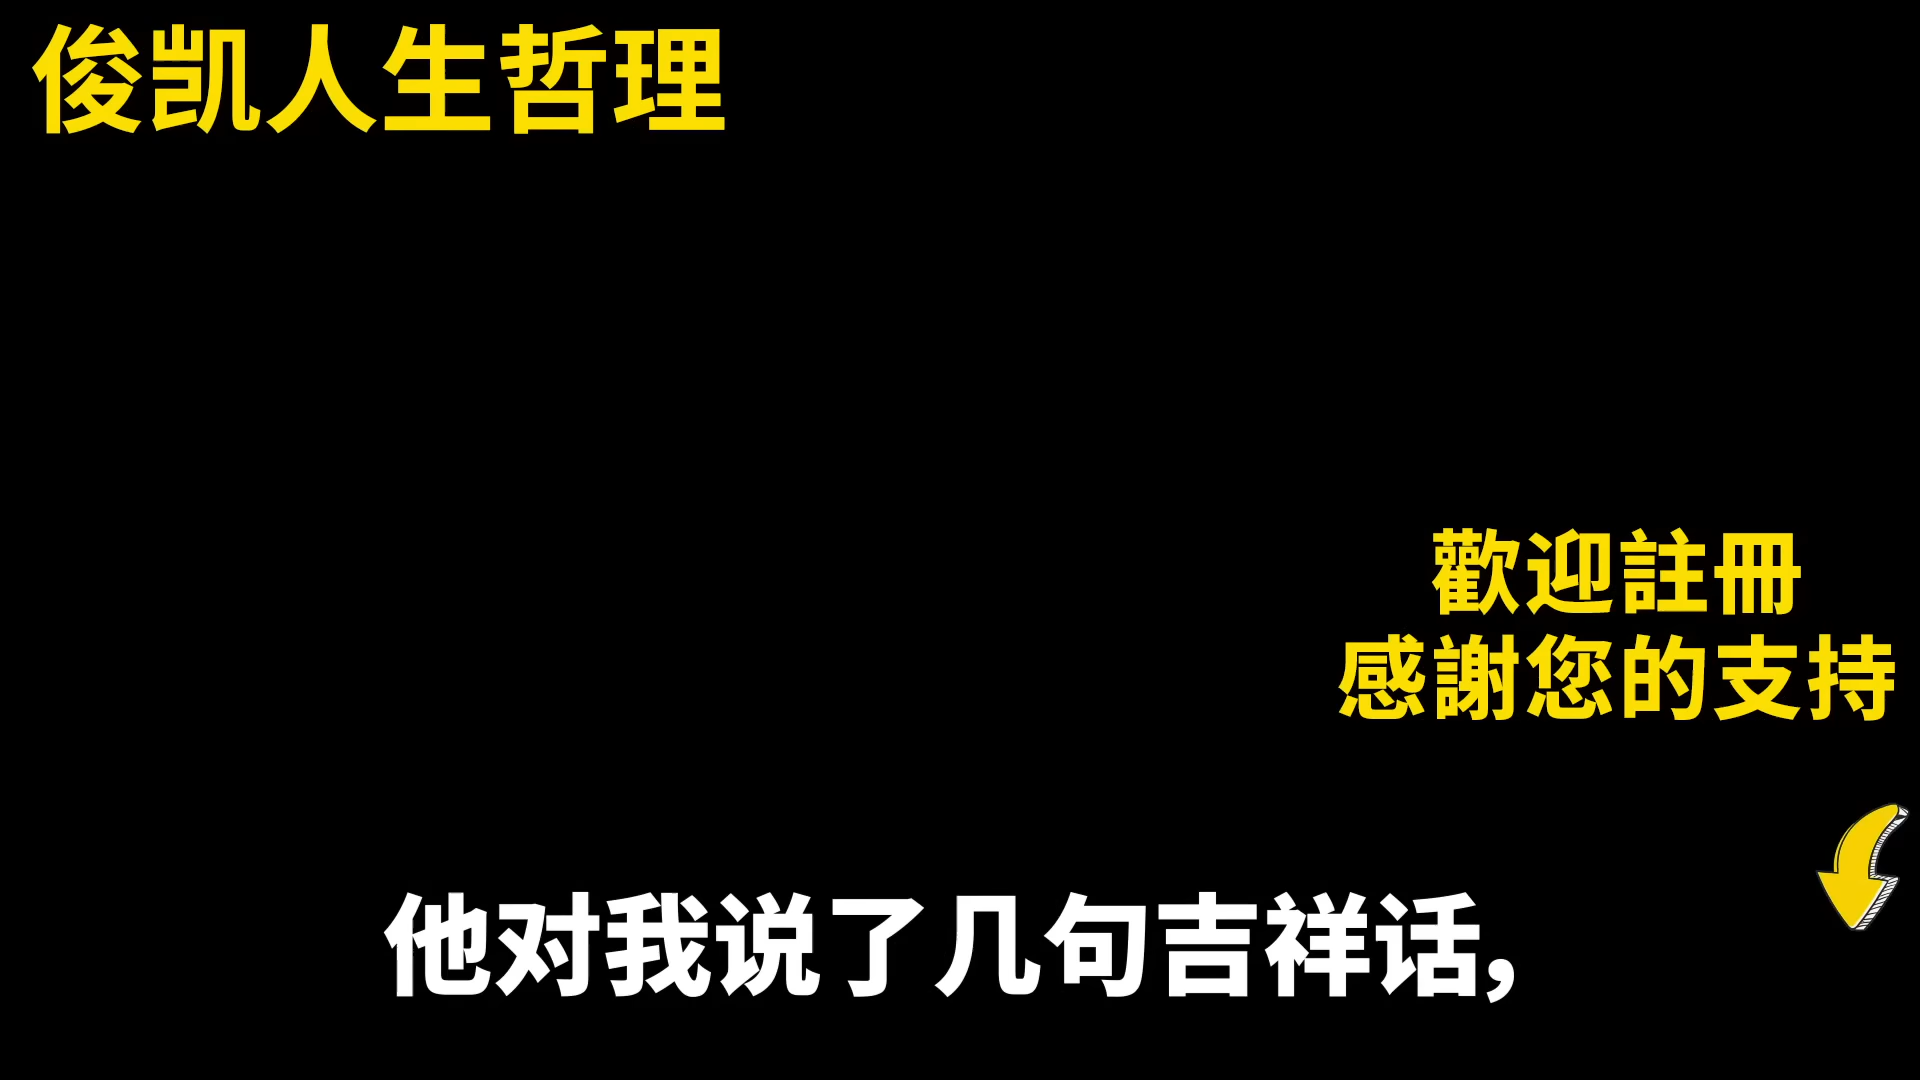 俊凯人生哲理
歡迎註冊
感謝您的支持
他对我说了几句吉祥话,